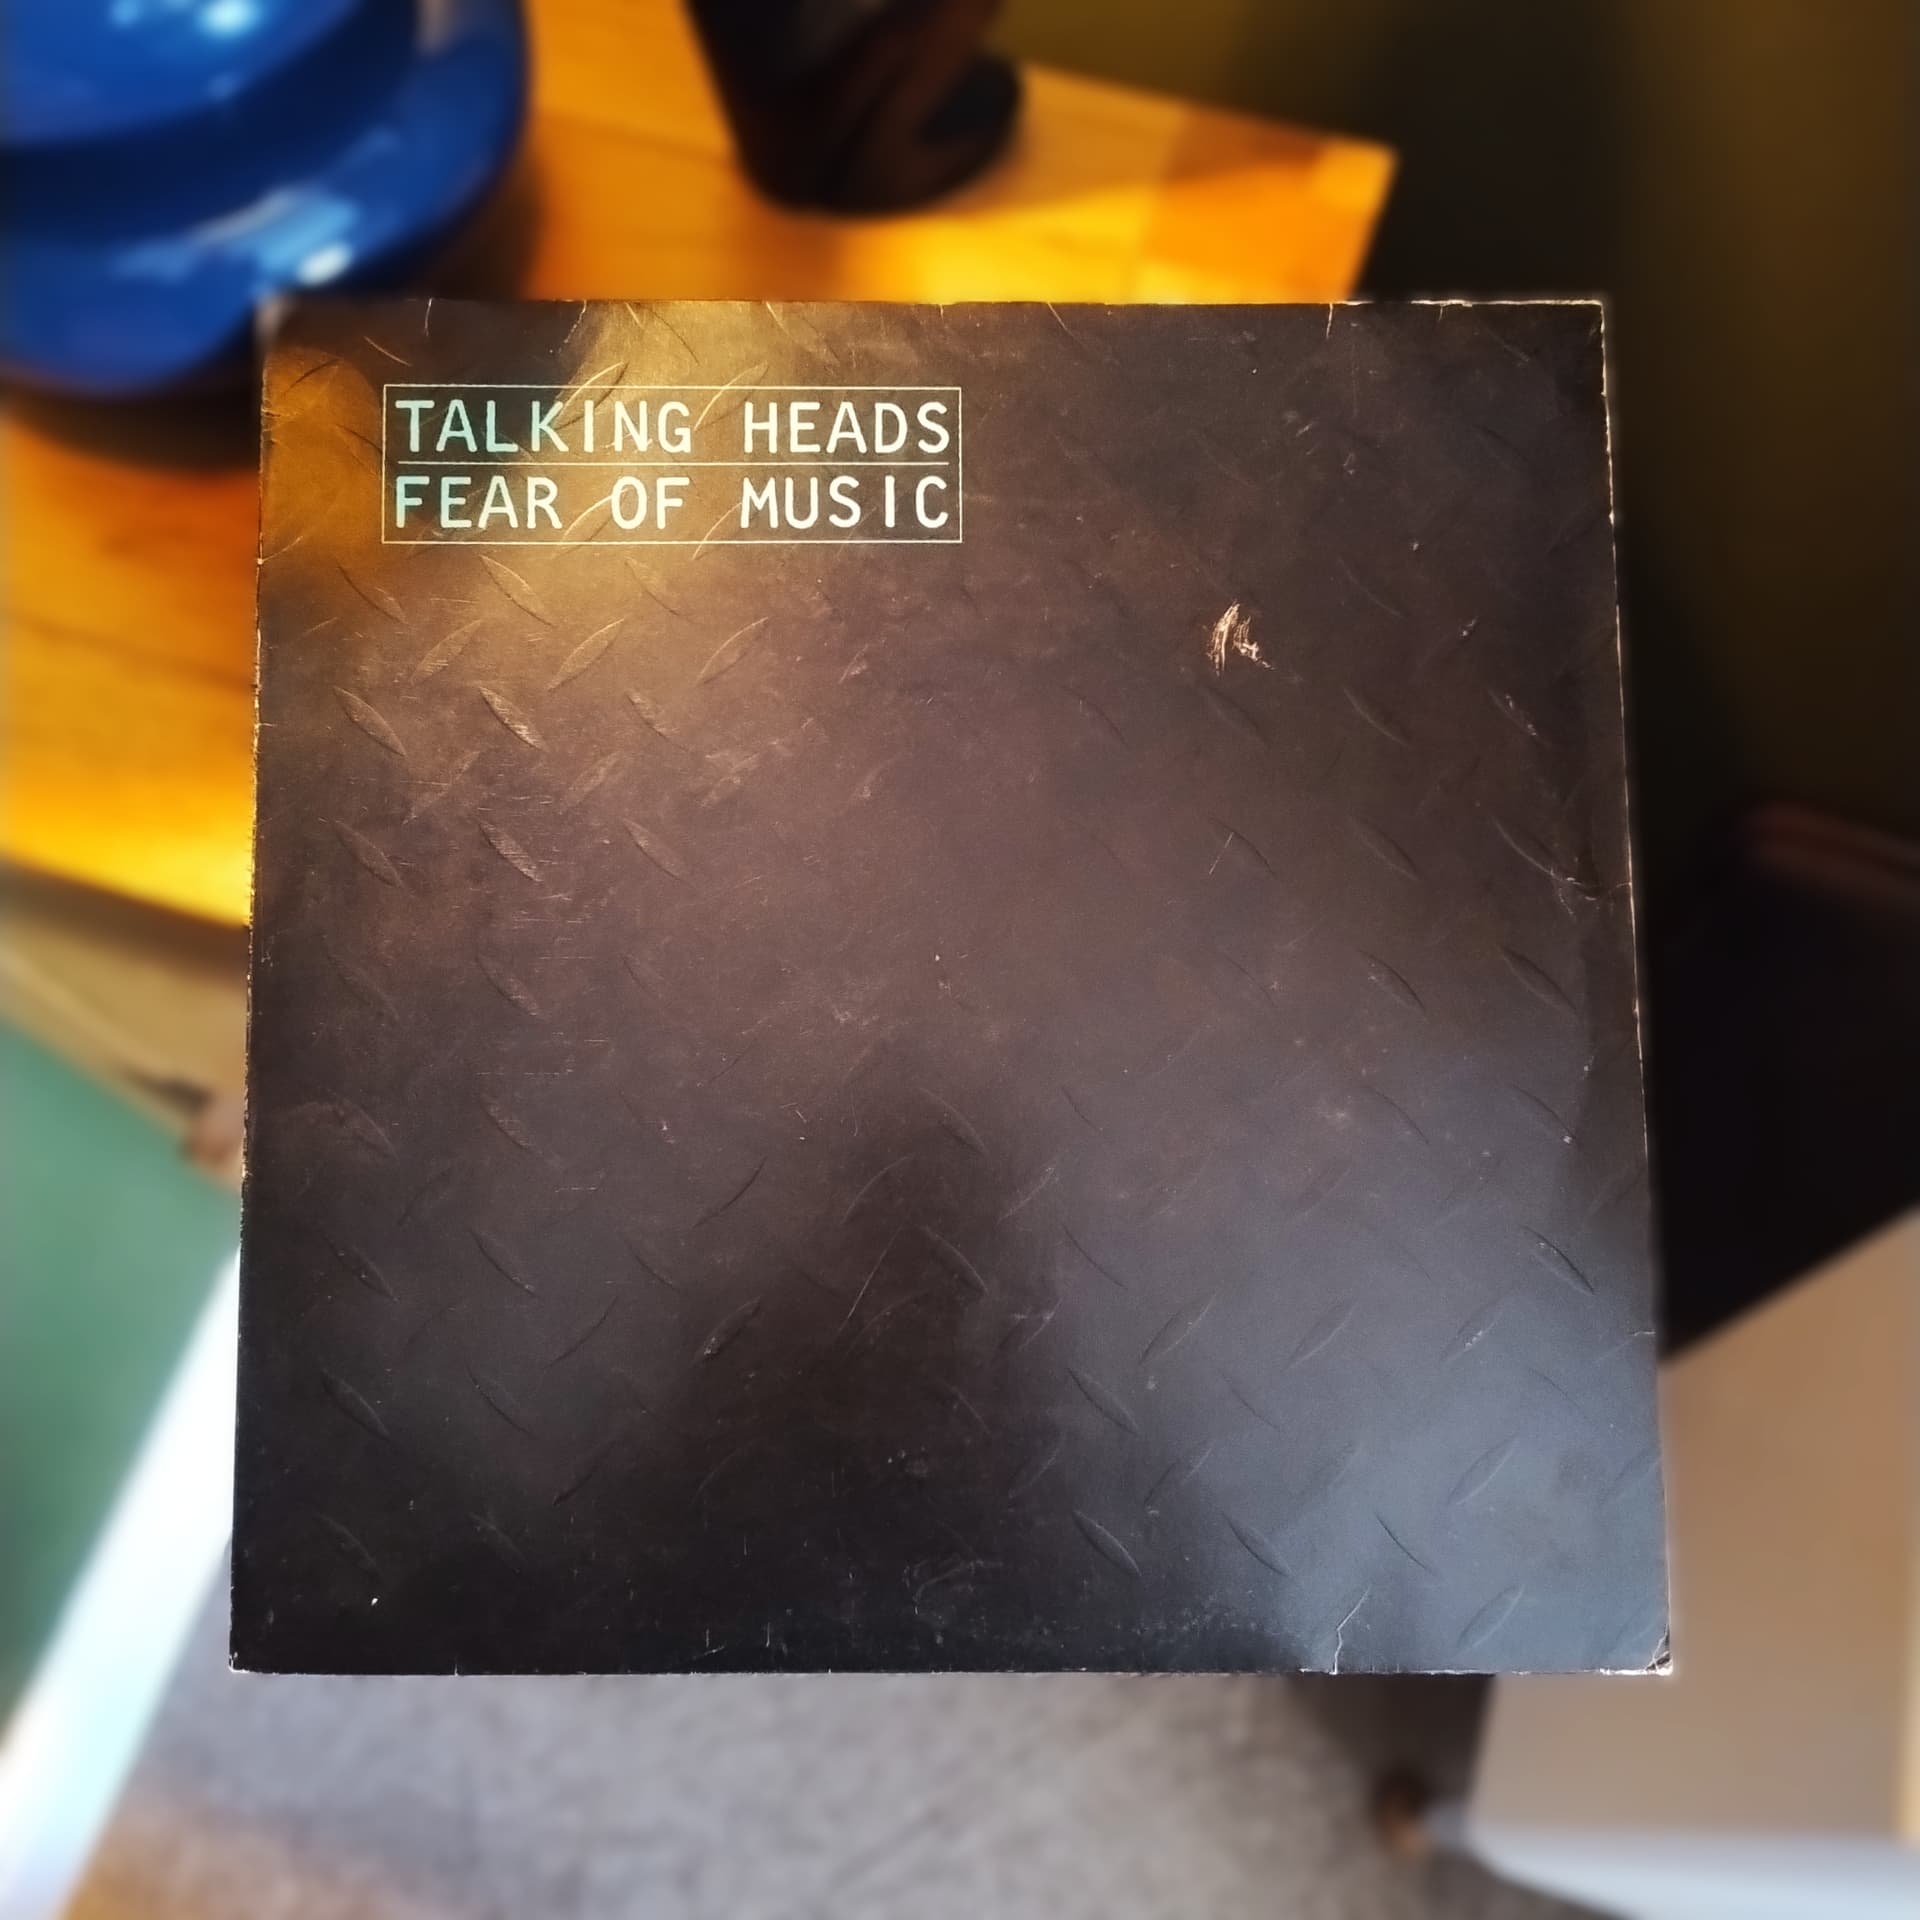 TALKING HEADS
FEAR OF MUSIC